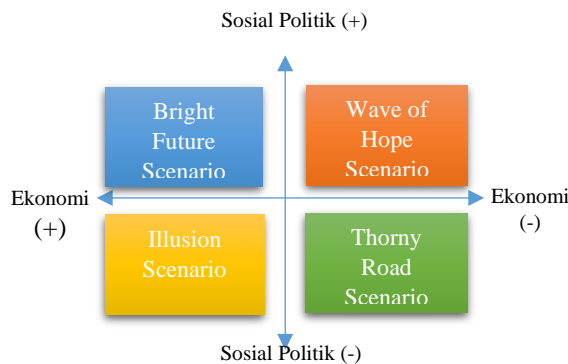 Sosial Politik (+)
Bright
Future
Scenario
Wave of
Hope
Scenario
Ekonomi
(+)
Ekonomi
(-)
Illusion
Scenario
Thorny
Road
Scenario
Sosial Politik (-)